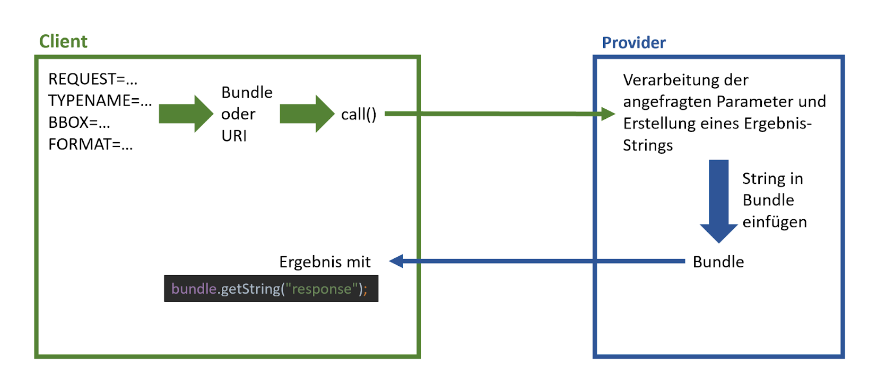 Client
REQUEST=...
TYPENAME=...
BBOX=...
FORMAT=...
Bundle
oder
URI
call()
Provider
Verarbeitung der
angefragten Parameter und
Erstellung eines Ergebnis-
Strings
String in
Bundle
einfügen
Bundle
Ergebnis mit
bundle.getString("response");